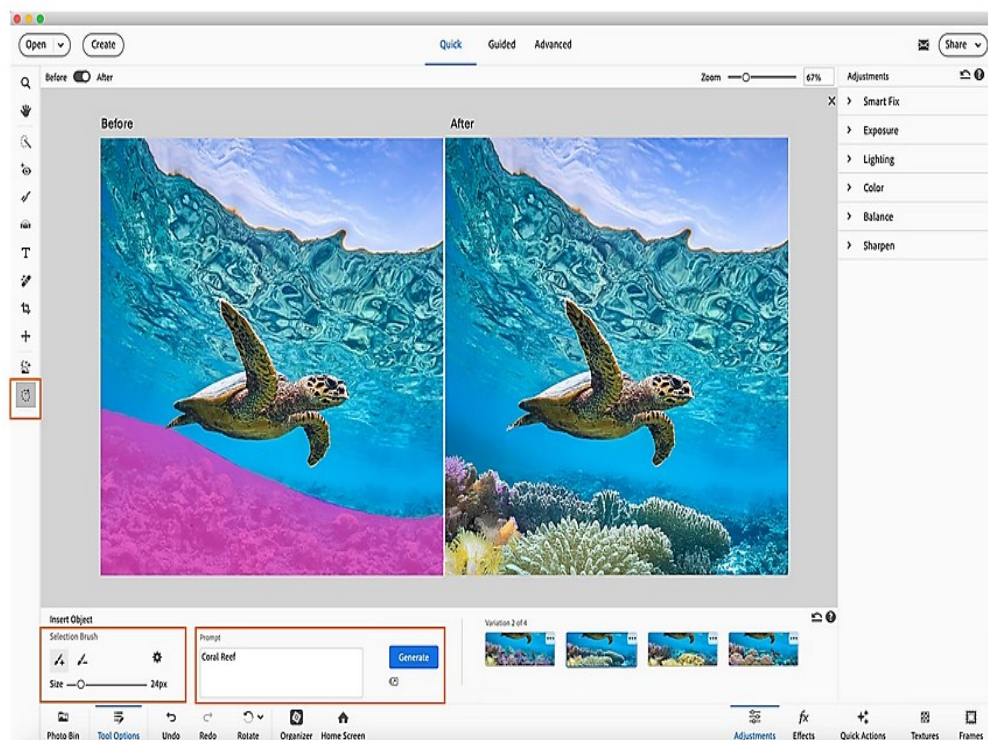 Open
Create
Quick
Guided
Advanced
Share
Before
After
Zoom
67%
Adjustments
Before
After
Smart Fix
Exposure
Lighting
Color
Balance
Sharpen
Insert Object
Selection Brush
Size
24px
Prompt
Coral Reef
Generate
Variation 2 of 4
Photo Bin
Tool Options
Undo
Redo
Rotate
Organizer
Home Screen
Adjustments
Effects
Quick Actions
Textures
Frames